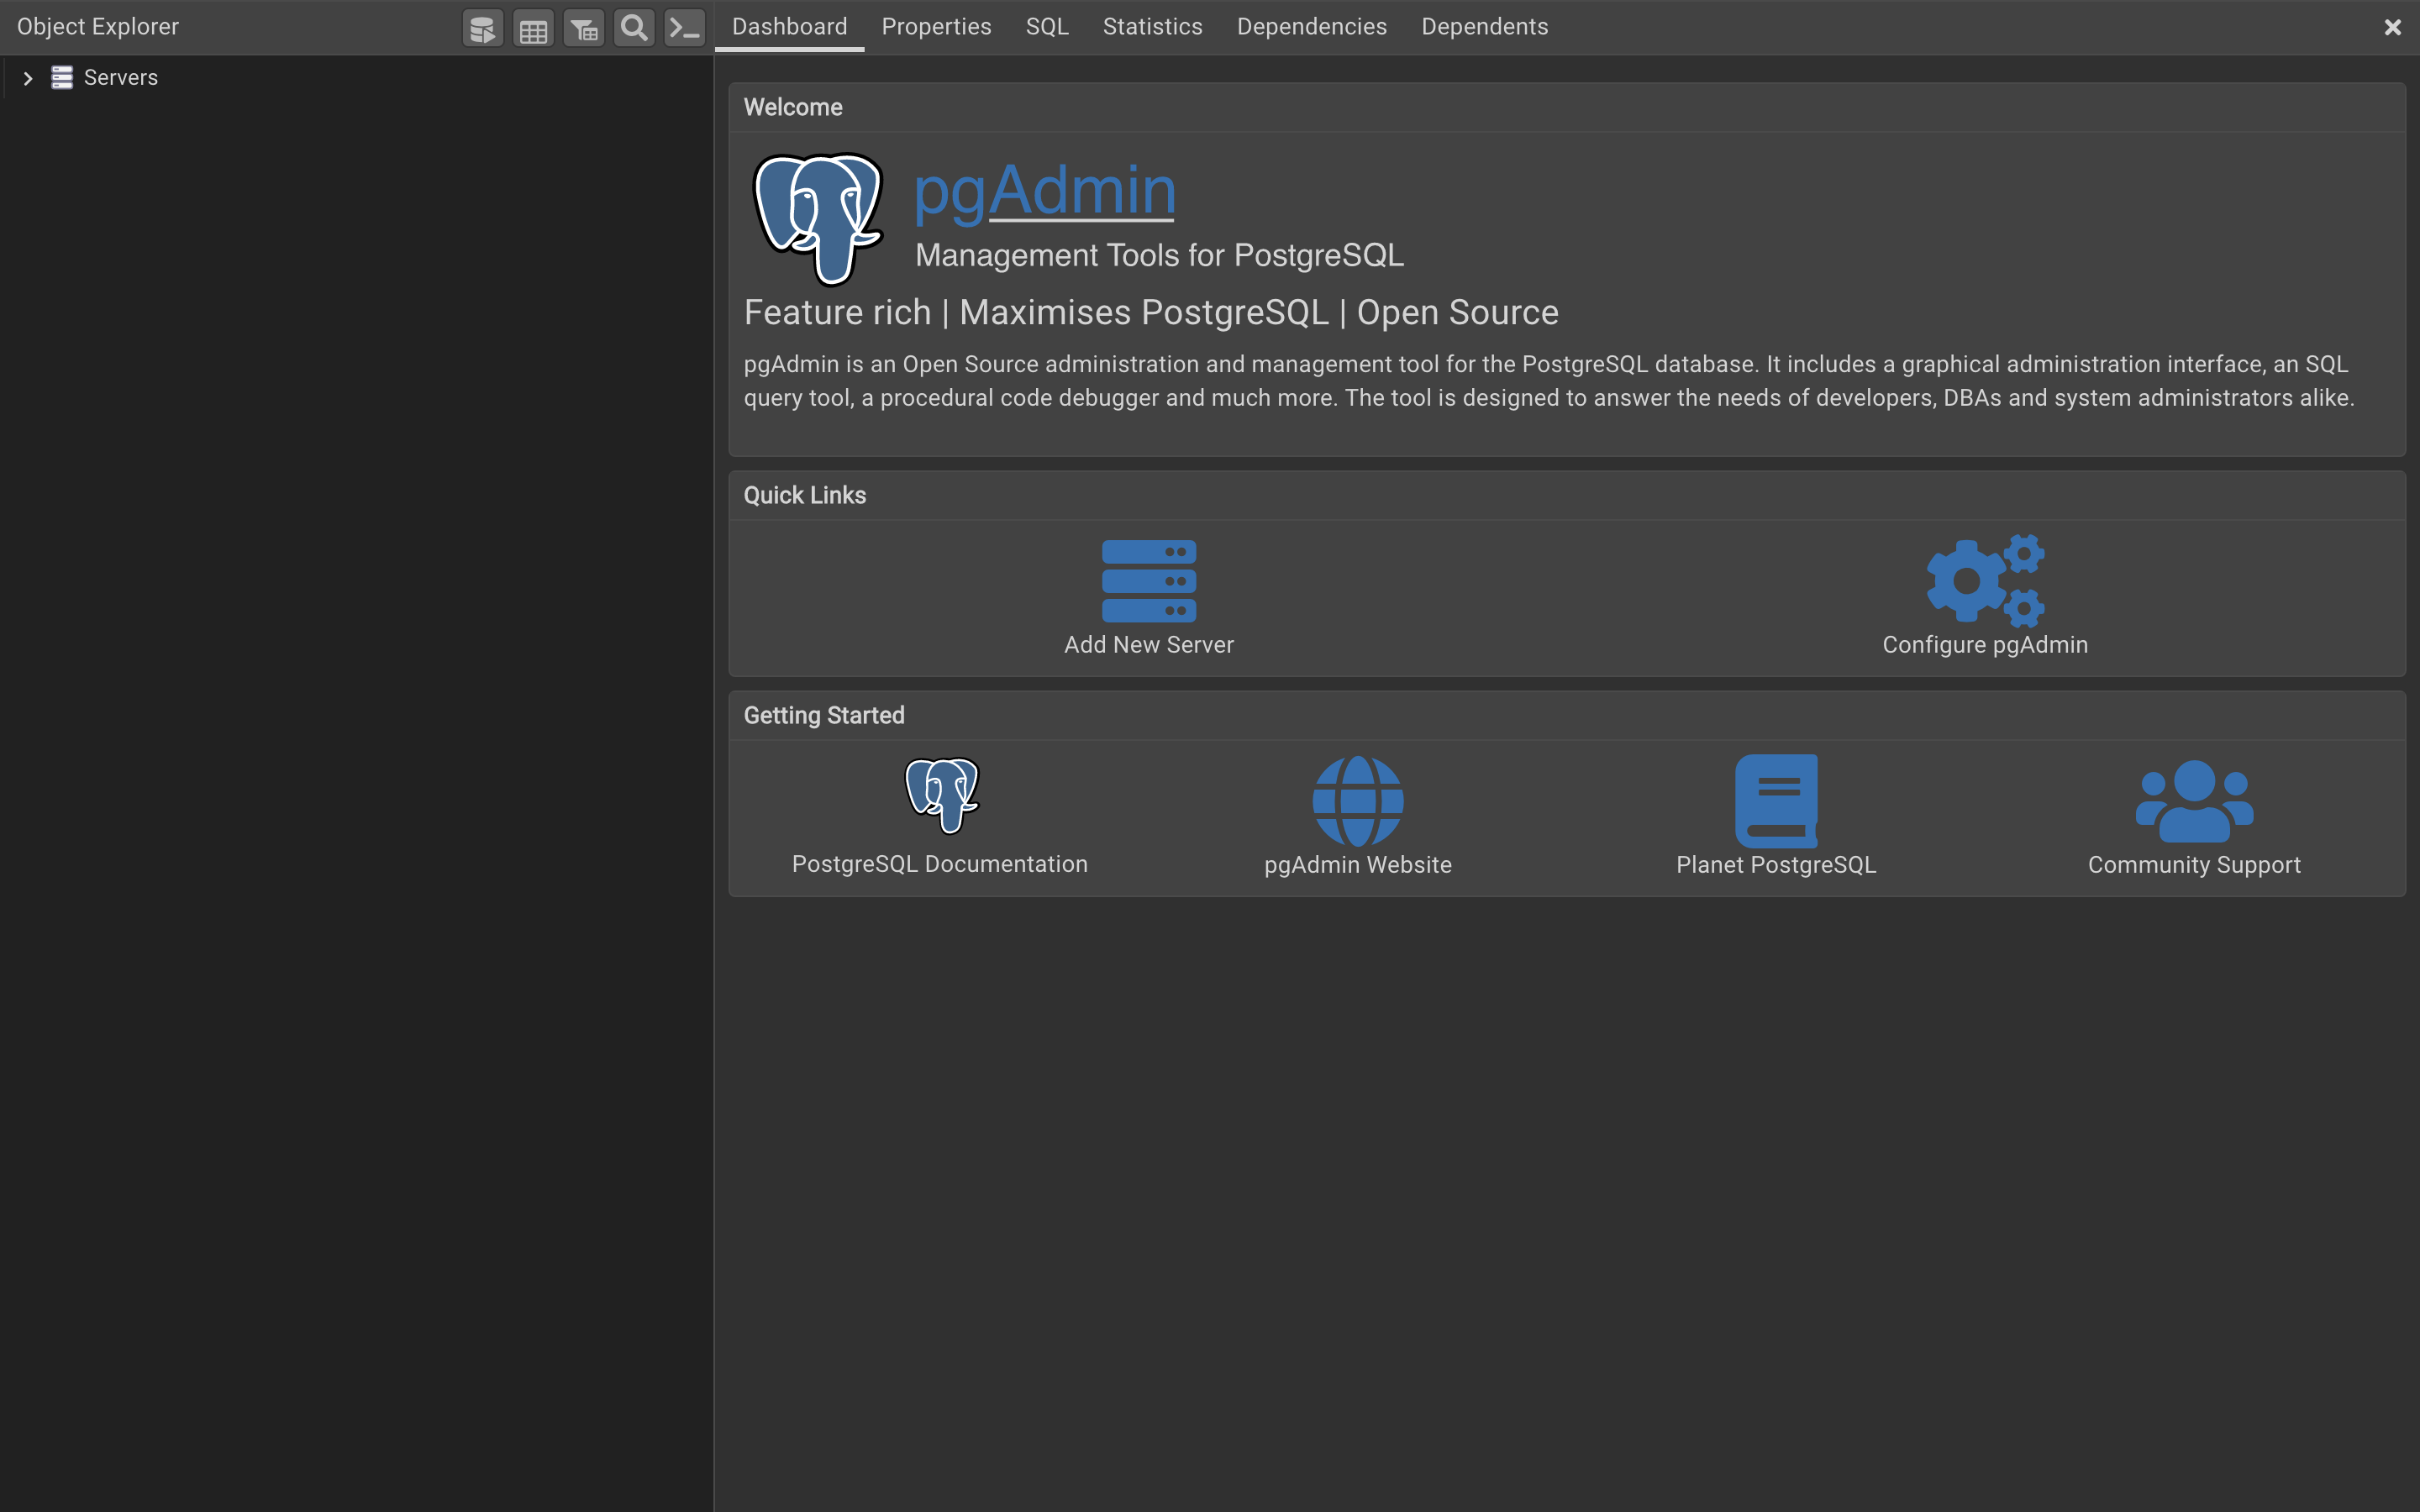 Object Explorer
Dashboard Properties SQL Statistics Dependencies Dependents
Servers
Welcome
pgAdmin
Management Tools for PostgreSQL
Feature rich | Maximises PostgreSQL | Open Source
pgAdmin is an Open Source administration and management tool for the PostgreSQL database. It includes a graphical administration interface, an SQL
query tool, a procedural code debugger and much more. The tool is designed to answer the needs of developers, DBAs and system administrators alike.
Quick Links
Add New Server
Configure pgAdmin
Getting Started
PostgreSQL Documentation
pgAdmin Website
Planet PostgreSQL
Community Support